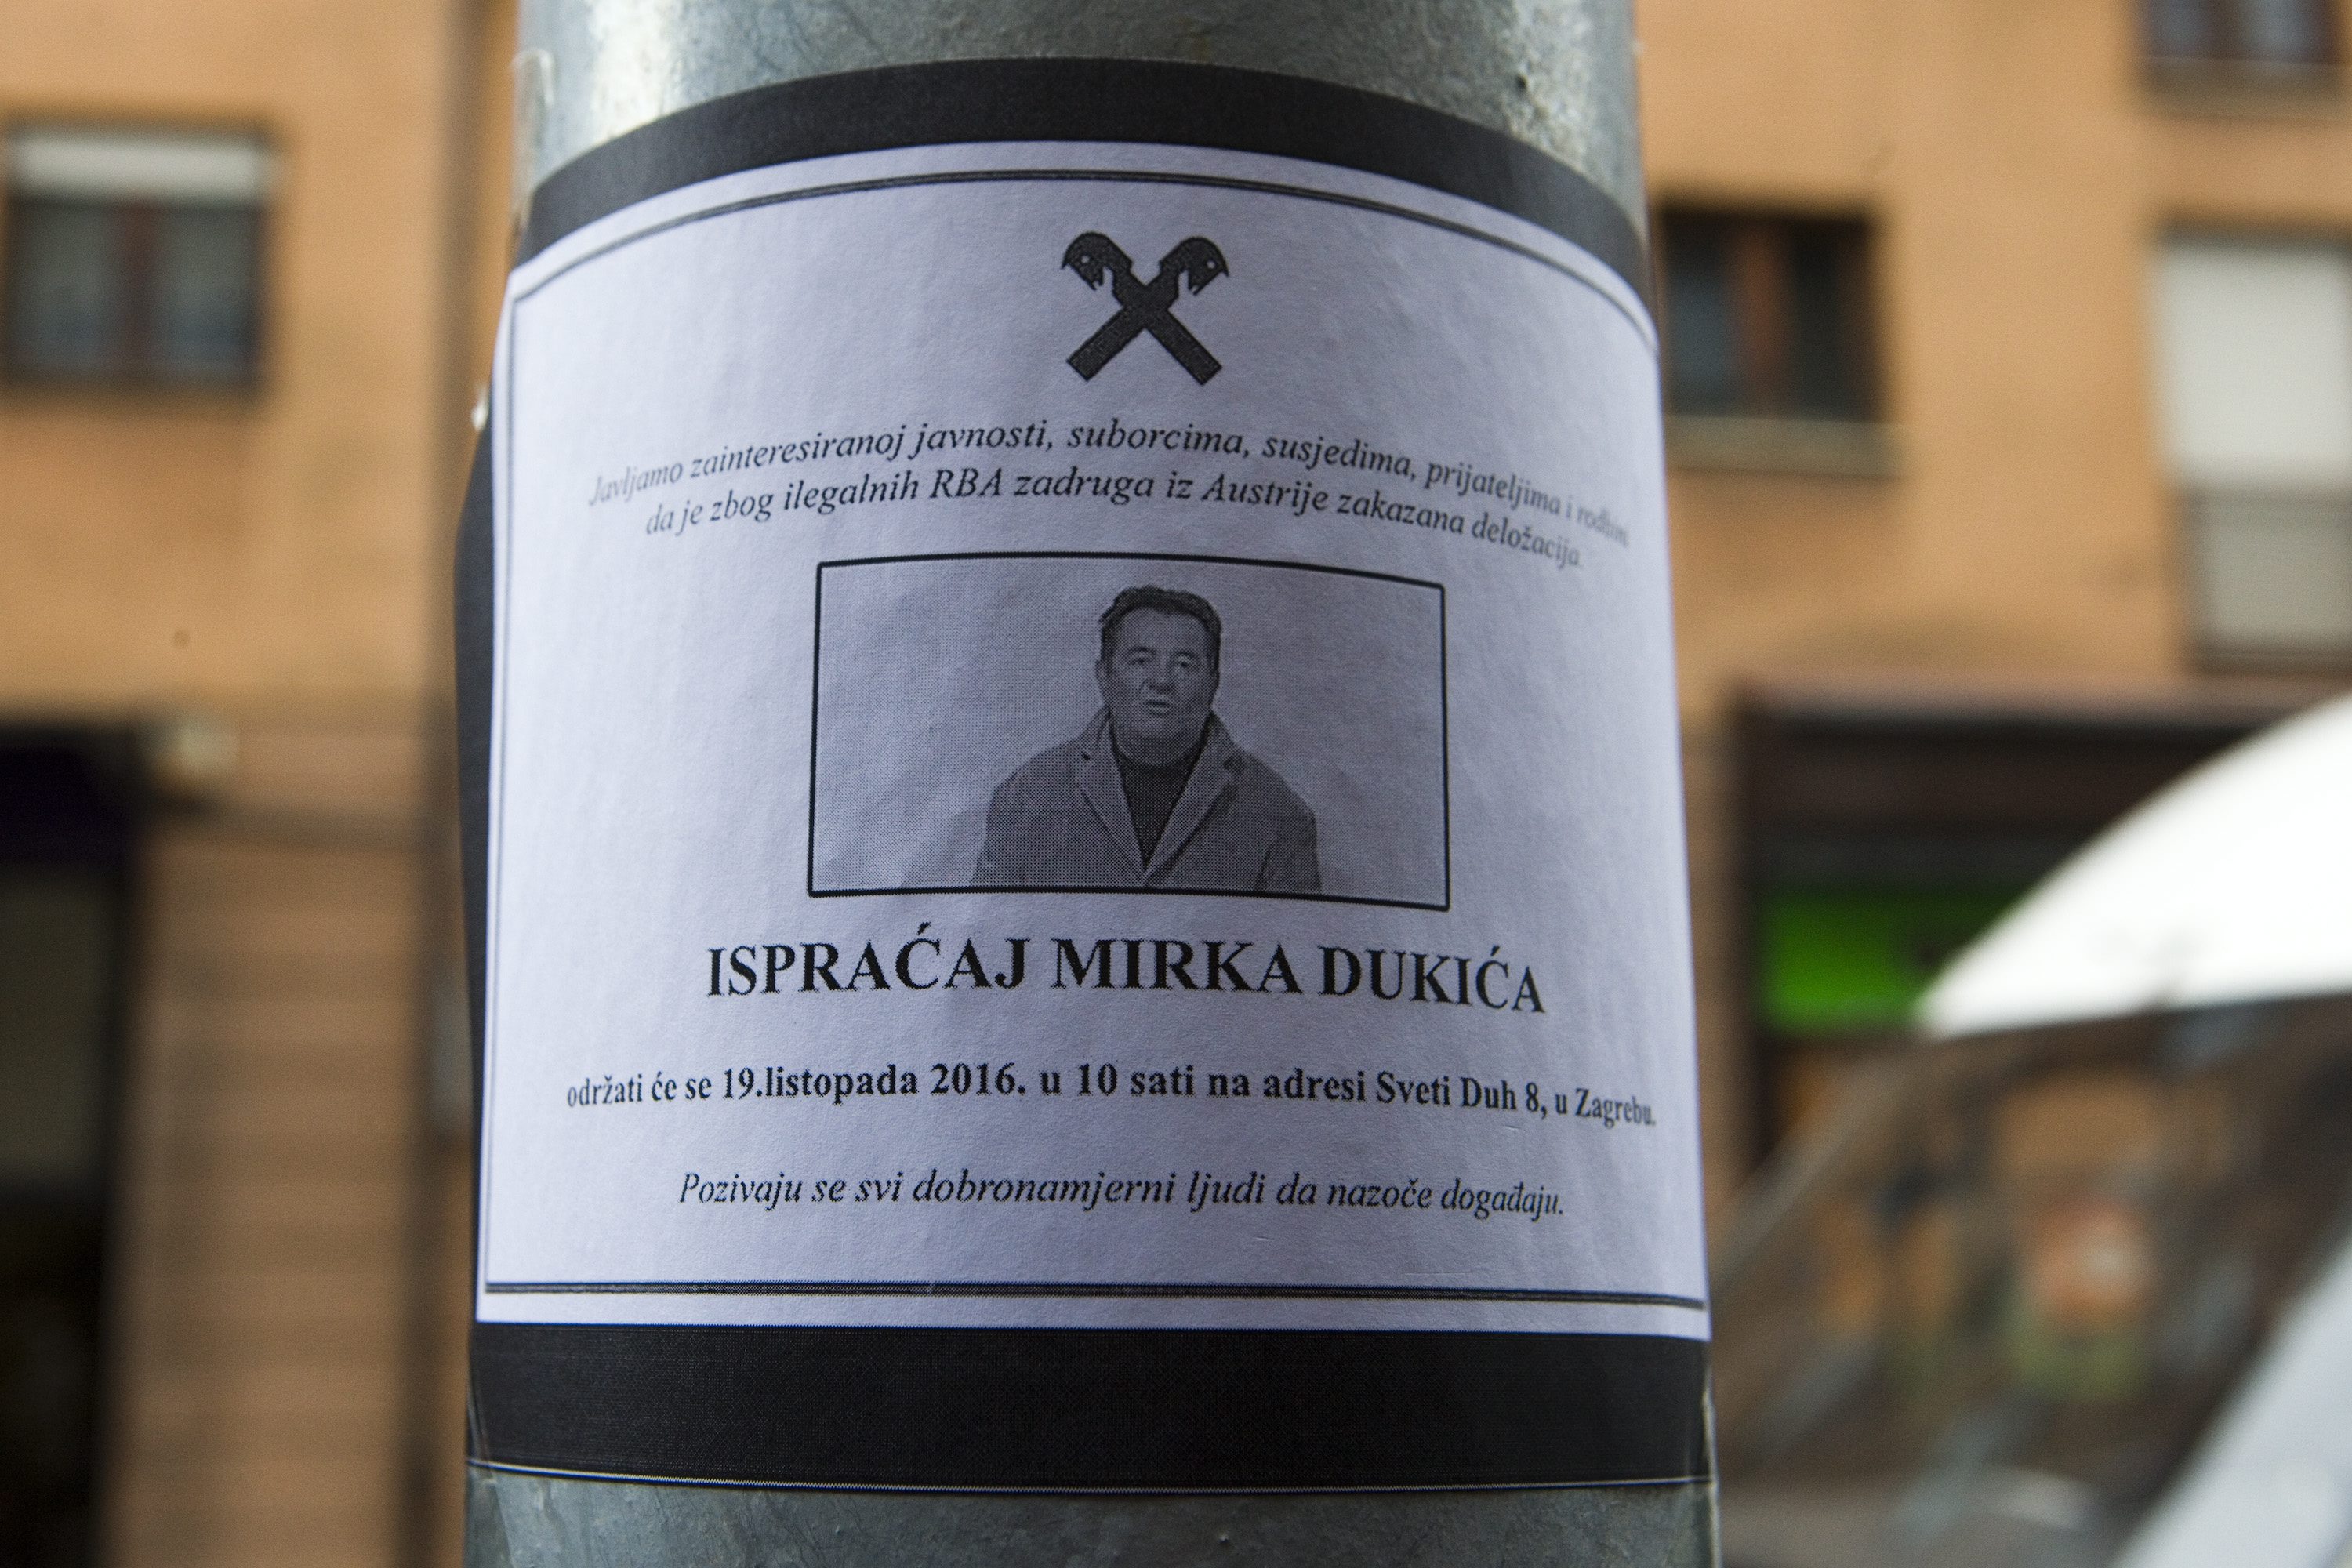 Javljamo zainteresiranoj javnosti, suborcima, susjedima, prijateljima i rodbini
da je zbog ilegalnih RBA zadruga iz Austrije zakazana deložacija.
ISPRAĆAJ MIRKA DUKIĆA
održati će se 19.listopada 2016. u 10 sati na adresi Sveti Duh 8, u Zagrebu.
Pozivaju se svi dobronamjerni ljudi da nazoče događaju.